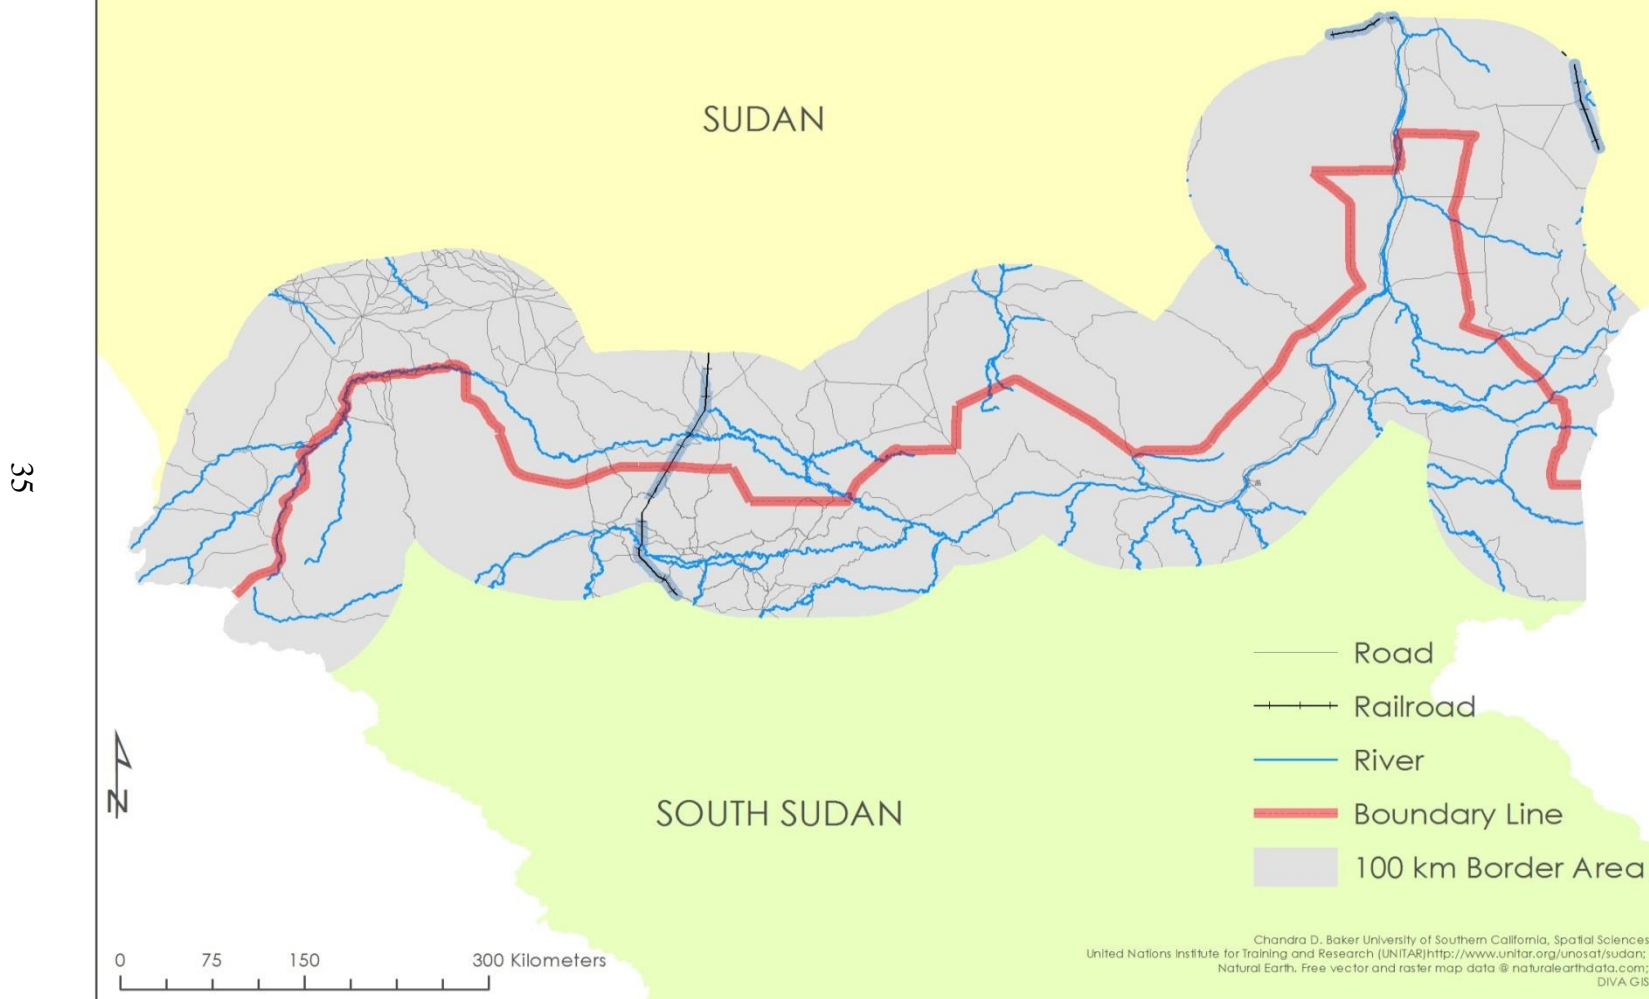 35
SUDAN
SOUTH SUDAN
Road
Railroad
River
Boundary Line
100 km Border Area
N
0 75 150 300 Kilometers
Chandra D. Baker University of Southern California, Spatial Sciences
United Nations Institute for Training and Research (UNITAR)http://www.unitar.org/unosat/sudan;
Natural Earth. Free vector and raster map data @ naturalearthdata.com;
DIVA GIS